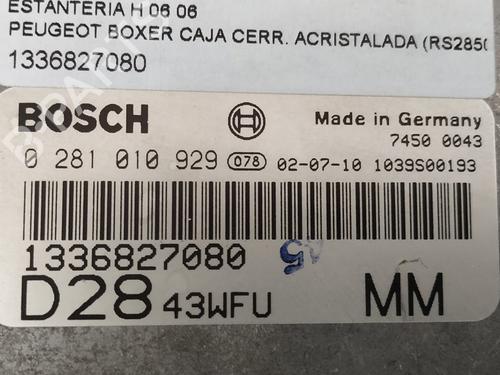 ESTANTERIA H 06 06
PEUGEOT BOXER CAJA CERR. ACRISTALADA (RS2850
1336827080
BOSCH
Made in Germany
7450 0043
0 281 010 929 078 02-07-10 1039S00193
1336827080
D28 43WFU MM